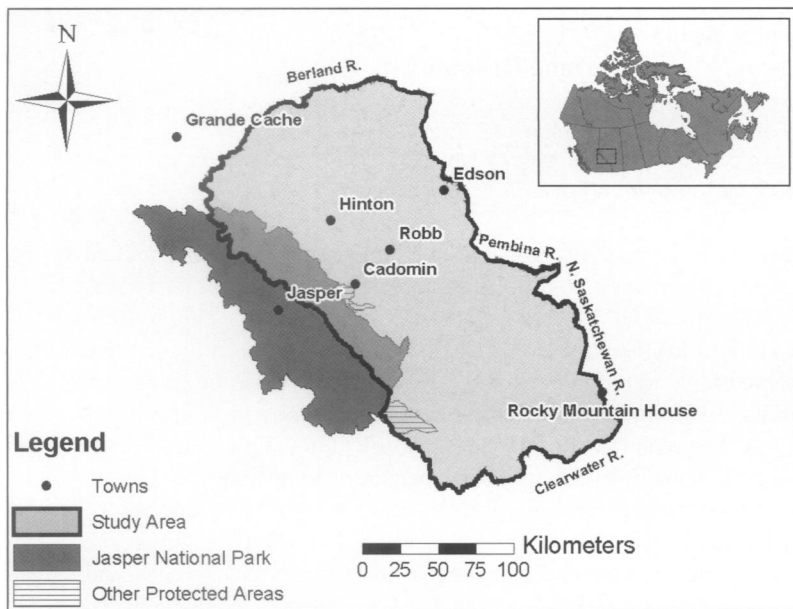 N
Berland R.
Grande Cache
Edson
Hinton
Robb
Pembina R.
Cadomin
N. Saskatchewan R.
Jasper
Rocky Mountain House
Clearwater R.
Legend
Towns
Study Area
Jasper National Park
Other Protected Areas
Kilometers
0 25 50 75 100